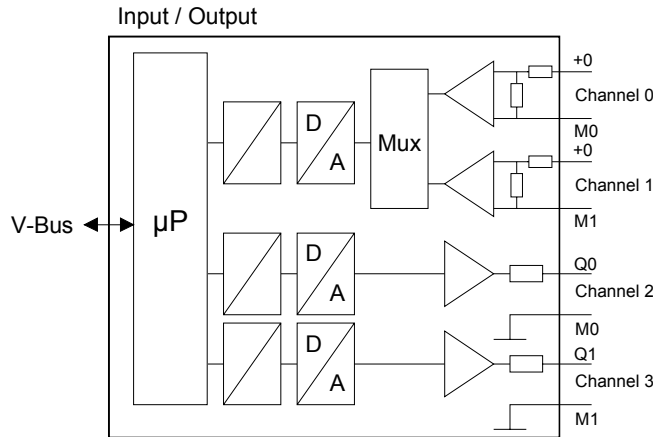 Input / Output
+0
Channel 0
M0
+0
Channel 1
M1
D
A
Mux
V-Bus
µP
D
A
Q0
Channel 2
M0
D
A
Q1
Channel 3
M1